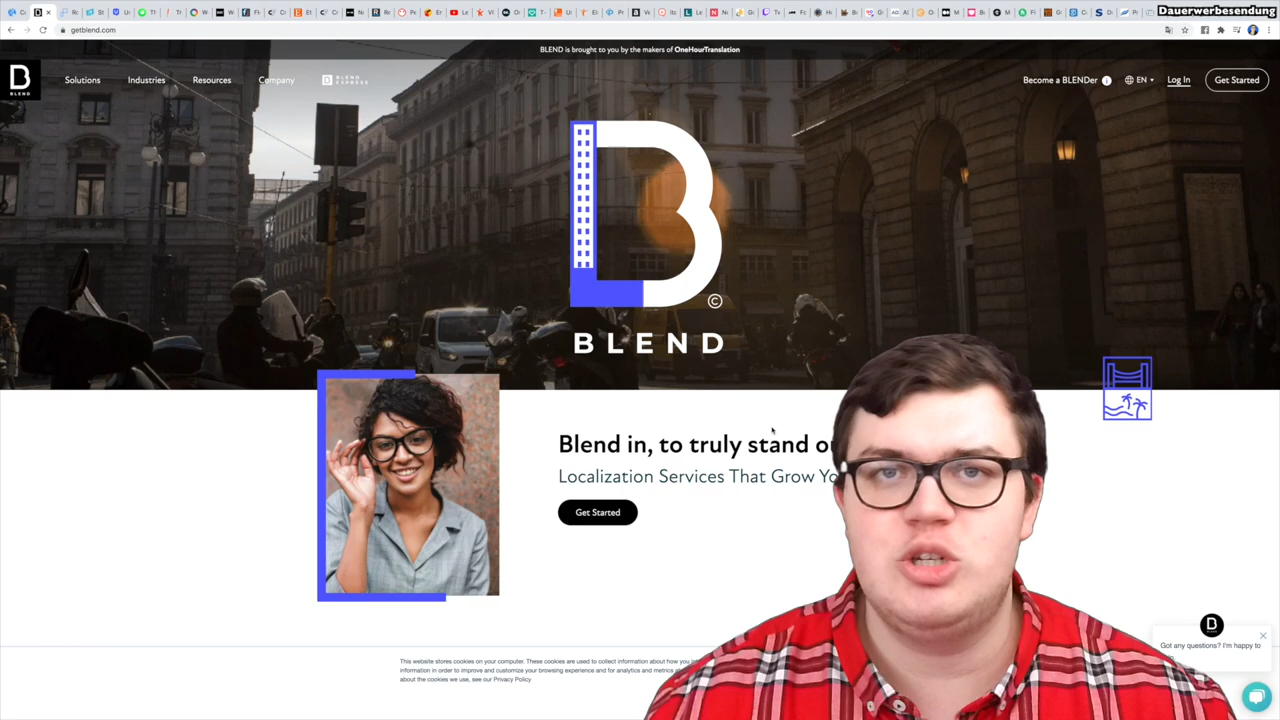 Dauerwerbesendung
getblend.com
BLEND is brought to you by the makers of OneHourTranslation
B
BLEND
Solutions
Industries
Resources
Company
BLEND
EXPRESS
Become a BLENDer
EN
Log In
Get Started
©
BLEND
Blend in, to truly stand
Localization Services That Grow
Get Started
B
BLEND
Got any questions? I'm happy to
This website stores cookies on your computer. These cookies are used to collect information about how
information in order to improve and customize your browsing experience and for analytics and metrics
about the cookies we use, see our Privacy Policy